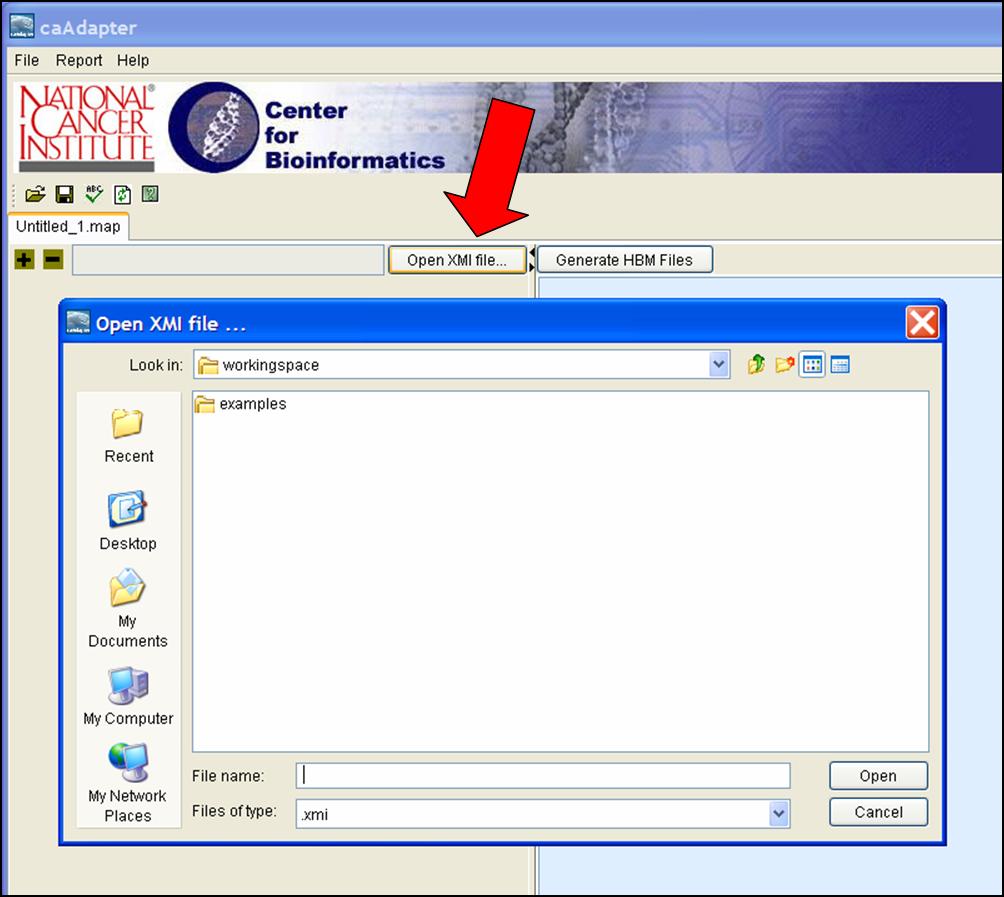 caAdapter
File Report Help
NATIONAL®
CANCER
INSTITUTE
Center
for
Bioinformatics
ABC
Untitled_1.map
Open XMI file...
Generate HBM Files
Open XMI file ...
Look in:
workingspace
examples
Recent
Desktop
My
Documents
My Computer
My Network
Places
File name:
Open
Files of type:
.xmi
Cancel